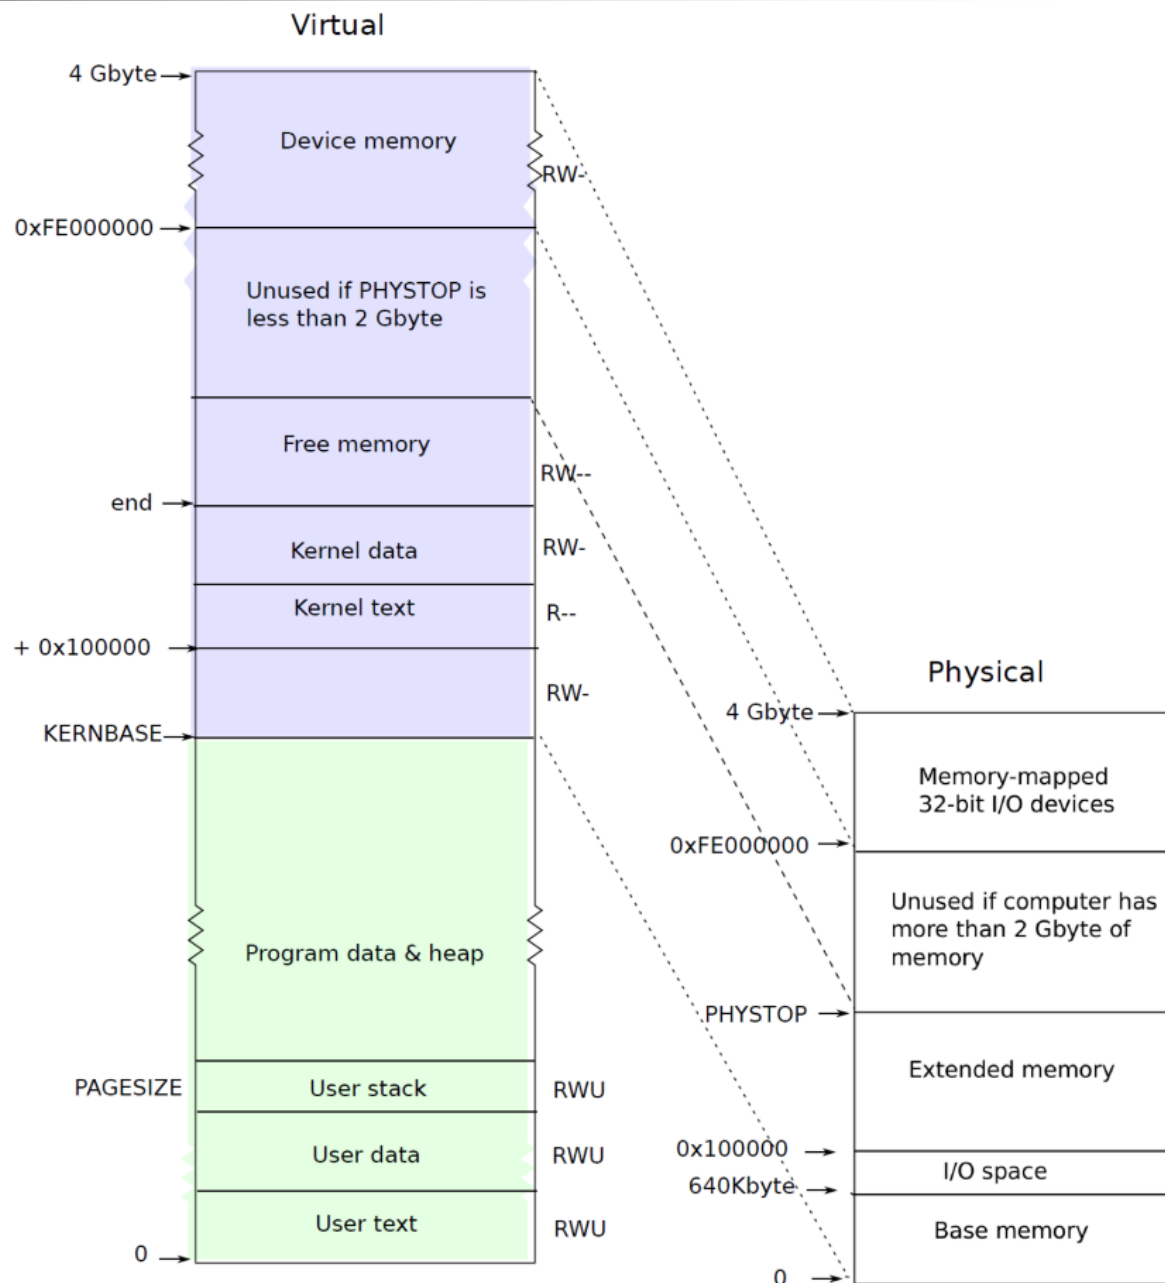 Virtual
4 Gbyte
Device memory
RW-
0xFE000000
Unused if PHYSTOP is
less than 2 Gbyte
Free memory
RW--
end
Kernel data
RW-
Kernel text
R--
+ 0x100000
RW-
KERNBASE
Program data & heap
PAGESIZE
User stack
RWU
User data
RWU
User text
RWU
0
Physical
4 Gbyte
Memory-mapped
32-bit I/O devices
0xFE000000
Unused if computer has
more than 2 Gbyte of
memory
PHYSTOP
Extended memory
0x100000
I/O space
640Kbyte
Base memory
0